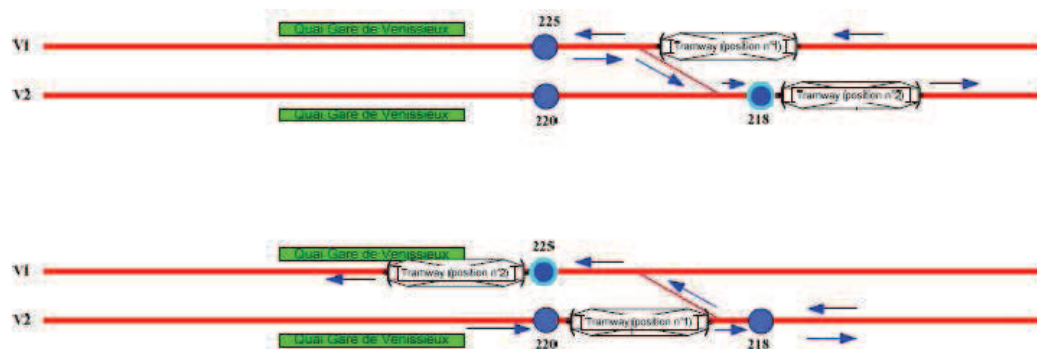 Quai Gare de Venissieux
225
V1
Tramway (position n°1)
V2
Tramway (position n°2)
Quai Gare de Venissieux
220
218
Quai Gare de Venissieux
225
V1
Tramway (position n°2)
V2
Tramway (position n°1)
Quai Gare de Venissieux
220
218